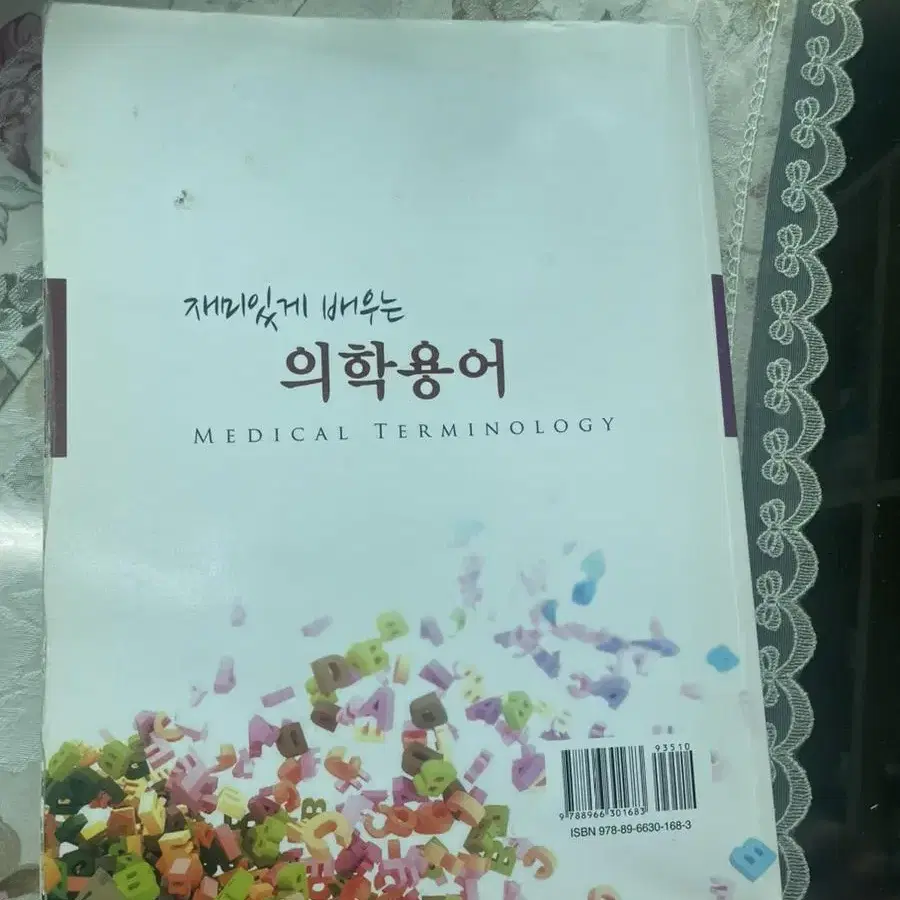 재미있게 배우는
의학용어
MEDICAL TERMINOLOGY
93510
9 788966 301683
ISBN 978-89-6630-168-3